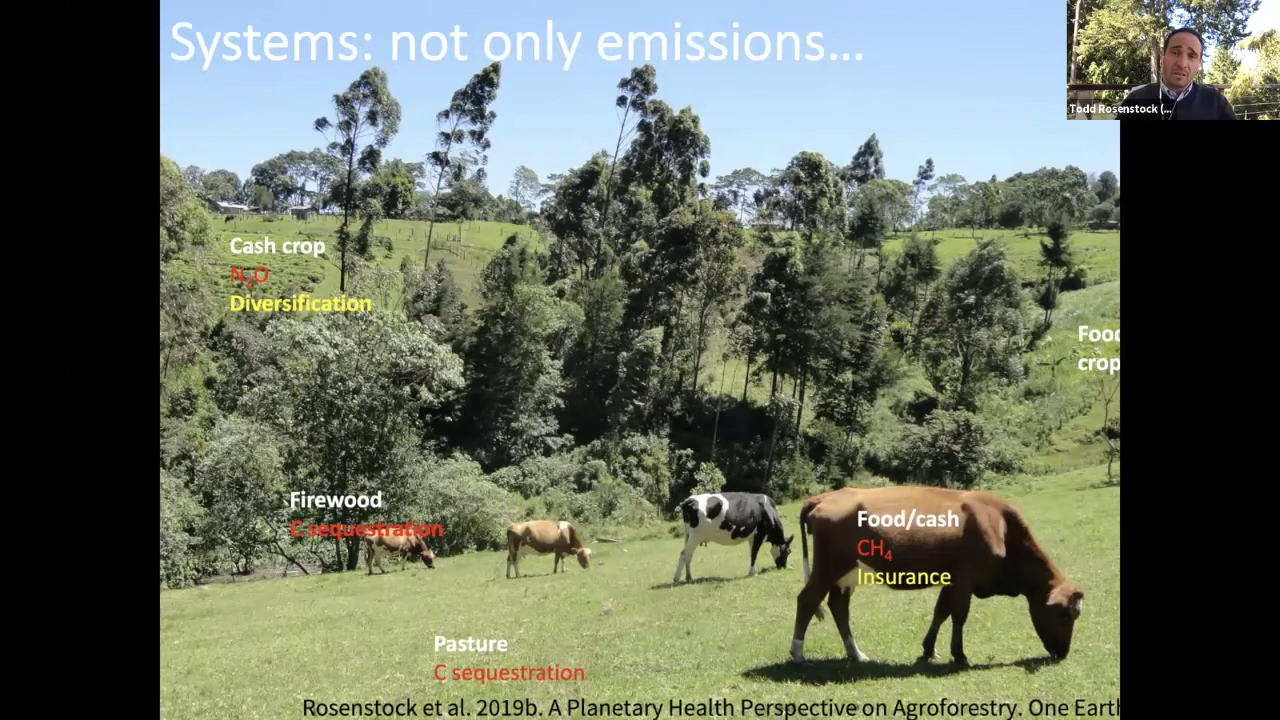 Systems: not only emissions...
Todd Rosenstock (...
Cash crop
N₂O
Diversification
Food
crop
Firewood
C sequestration
Food/cash
CH₄
Insurance
Pasture
C sequestration
Rosenstock et al. 2019b. A Planetary Health Perspective on Agroforestry. One Earth